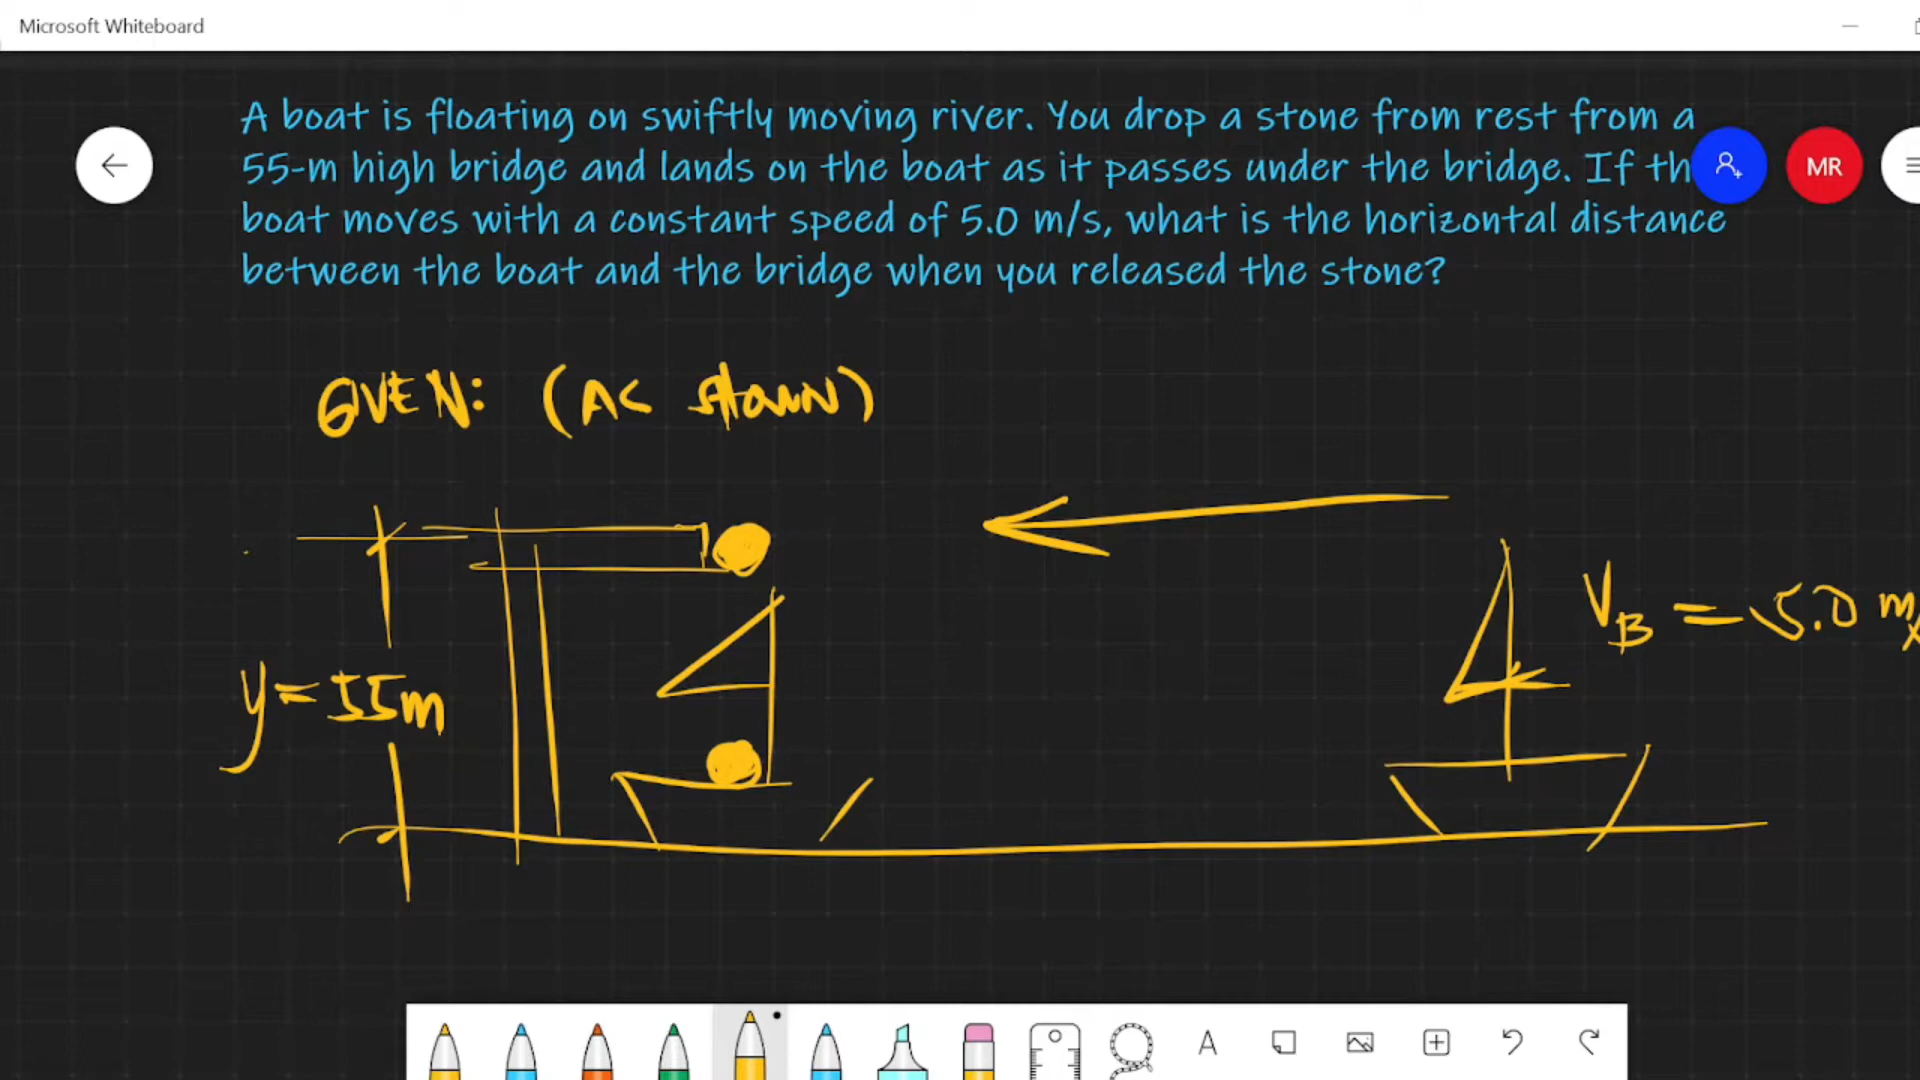 Microsoft Whiteboard
A boat is floating on swiftly moving river. You drop a stone from rest from a
55-m high bridge and lands on the boat as it passes under the bridge. If th
MR
boat moves with a constant speed of 5.0 m/s, what is the horizontal distance
between the boat and the bridge when you released the stone?
GIVEN: (AS SHOWN)
VB = 5.0 m/
y = 55m
A